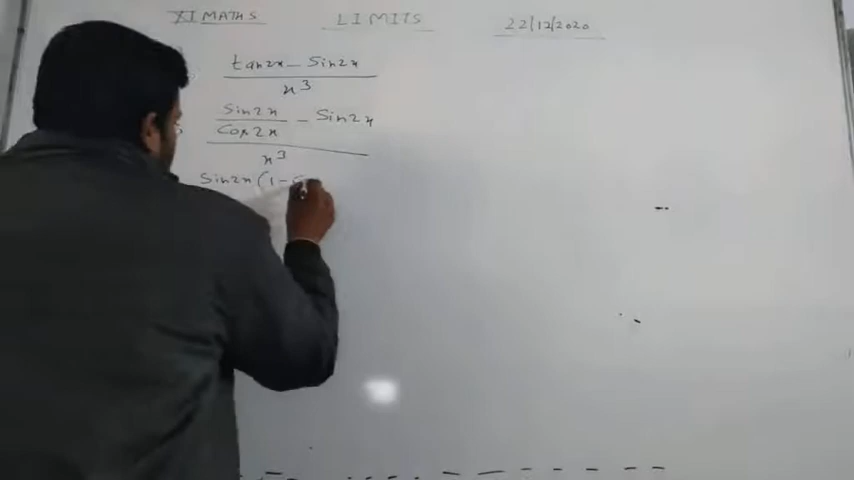 XI MATHS LIMITS 22/12/2020
tan2x - Sin2x
x³
Sin2x
- Sin2x
Cos2x
x³
Sin2x (1-